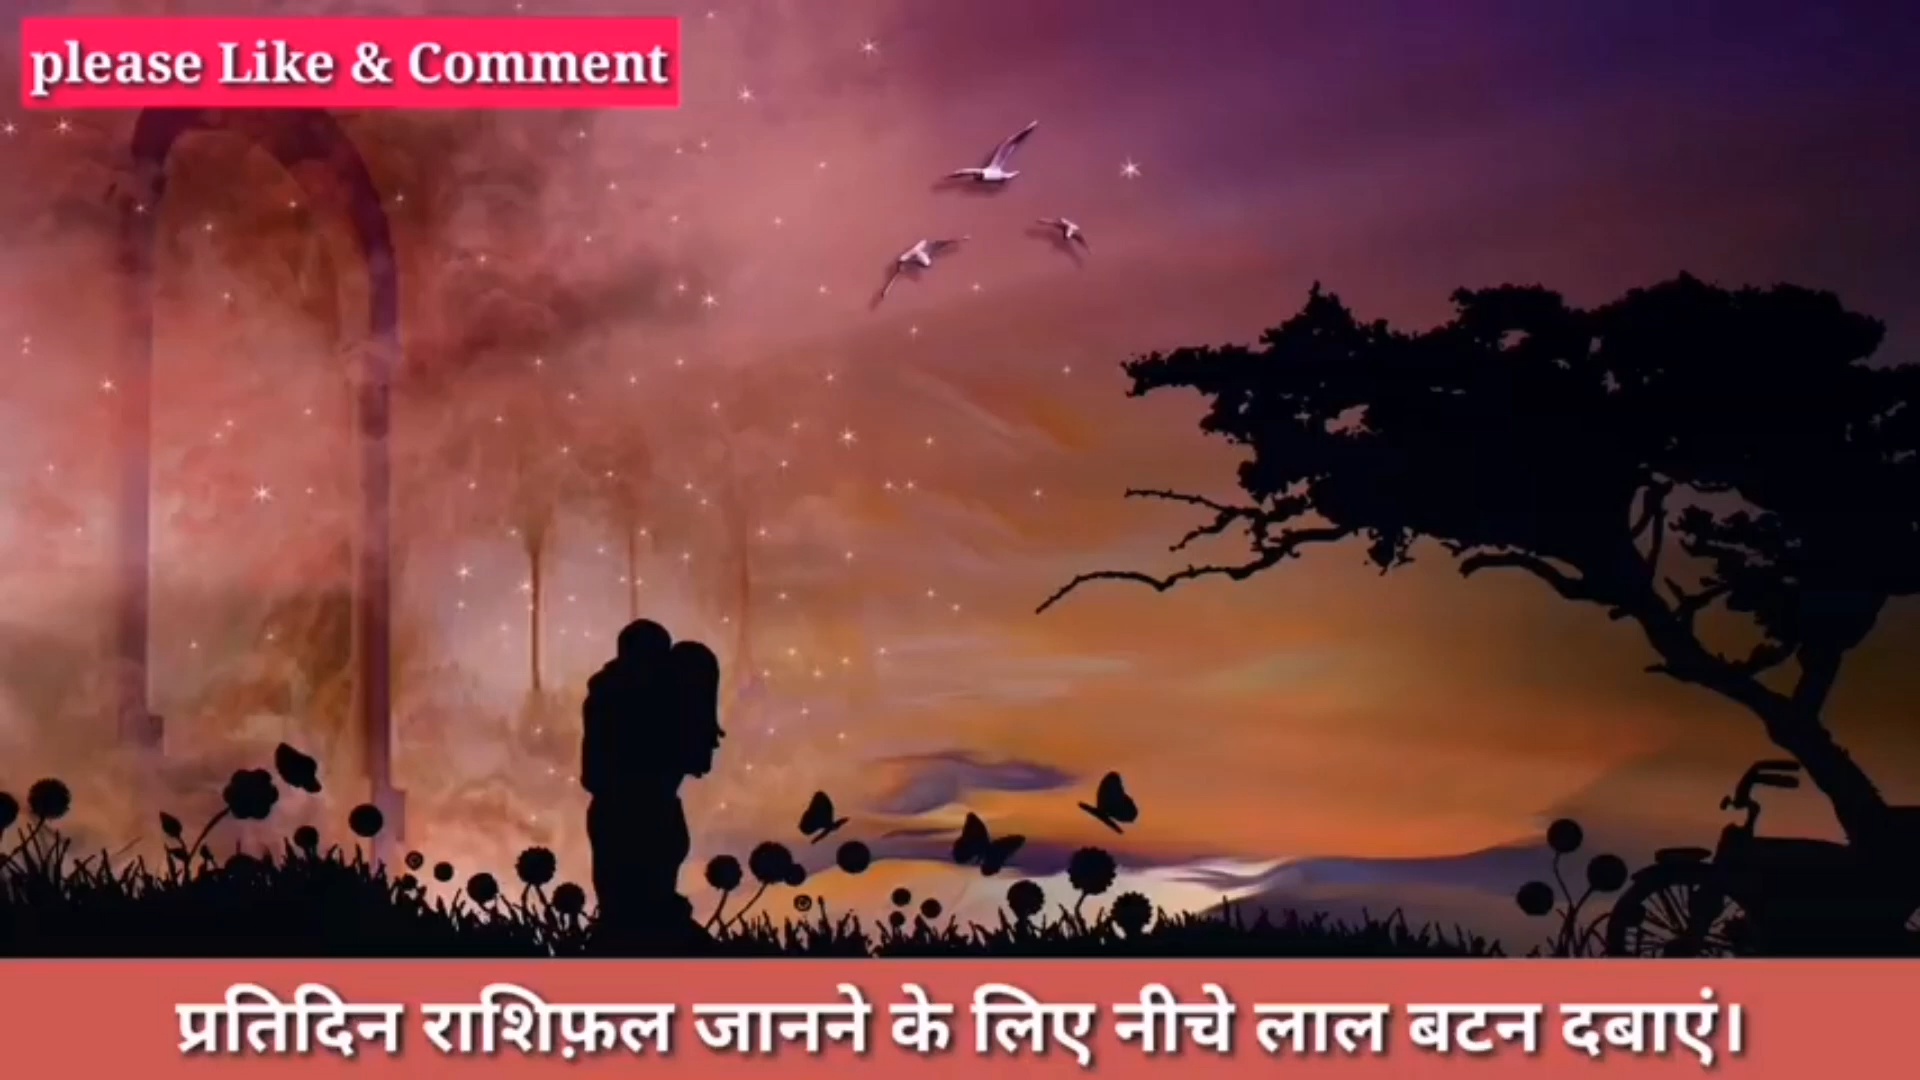 please Like & Comment
प्रतिदिन राशिफ़ल जानने के लिए नीचे लाल बटन दबाएं।